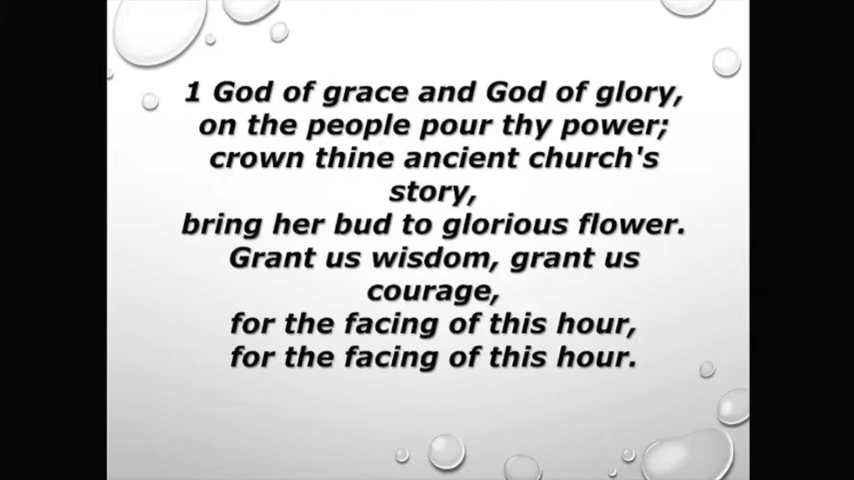 1 God of grace and God of glory,
on the people pour thy power;
crown thine ancient church's
story,
bring her bud to glorious flower.
Grant us wisdom, grant us
courage,
for the facing of this hour,
for the facing of this hour.